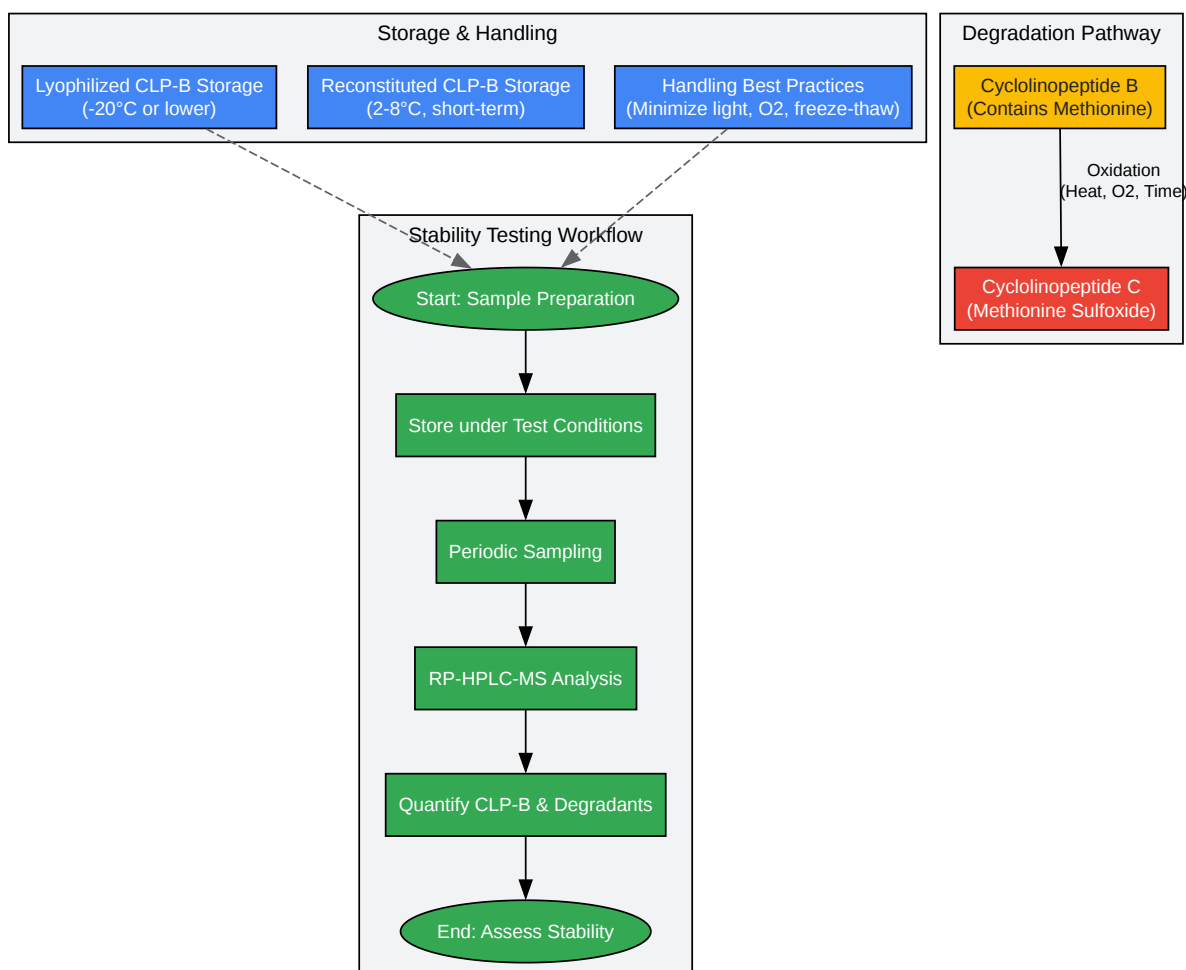 Storage & Handling
Lyophilized CLP-B Storage
(-20°C or lower)
Reconstituted CLP-B Storage
(2-8°C, short-term)
Handling Best Practices
(Minimize light, O2, freeze-thaw)
Degradation Pathway
Cyclolinopeptide B
(Contains Methionine)
Oxidation
(Heat, O2, Time)
Cyclolinopeptide C
(Methionine Sulfoxide)
Stability Testing Workflow
Start: Sample Preparation
Store under Test Conditions
Periodic Sampling
RP-HPLC-MS Analysis
Quantify CLP-B & Degradants
End: Assess Stability